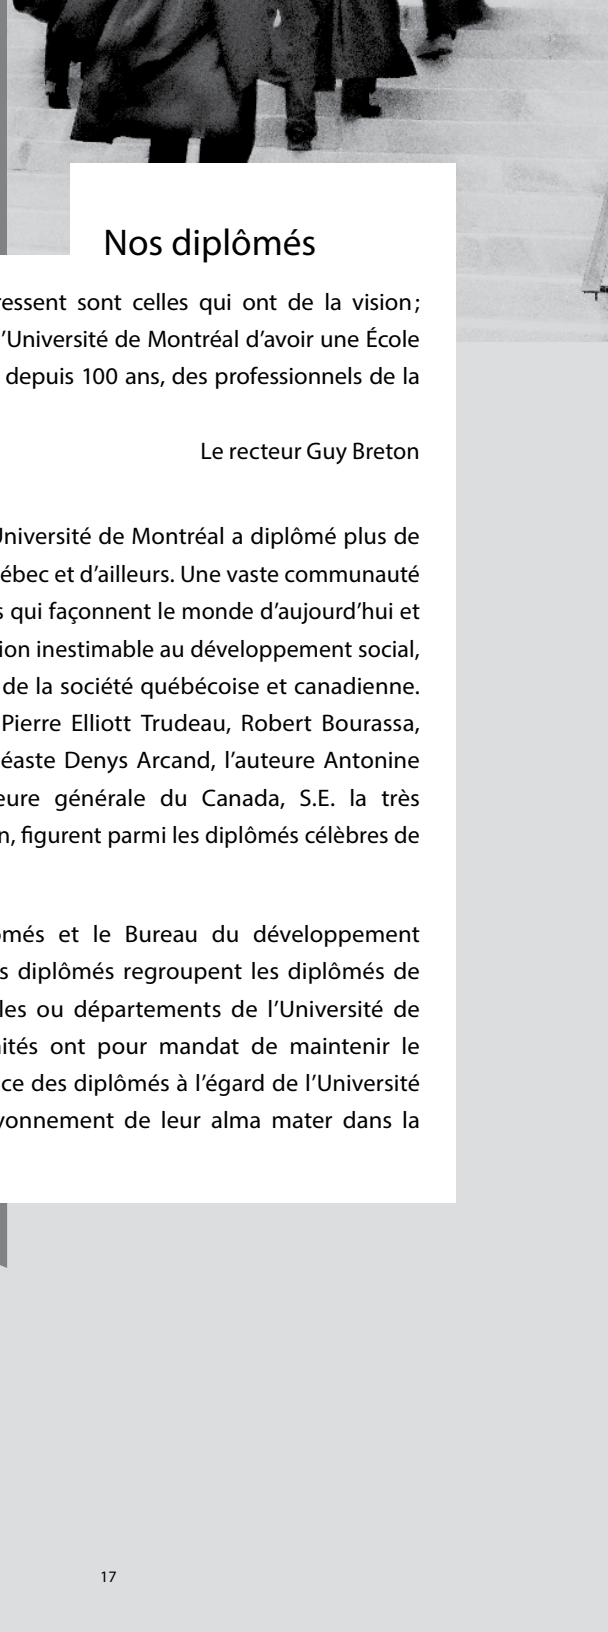 Nos diplômés
ressent sont celles qui ont de la vision ;
l’Université de Montréal d’avoir une École
depuis 100 ans, des professionnels de la
Le recteur Guy Breton
Université de Montréal a diplômé plus de
ébec et d’ailleurs. Une vaste communauté
s qui façonnent le monde d’aujourd’hui et
ion inestimable au développement social,
de la société québécoise et canadienne.
Pierre Elliott Trudeau, Robert Bourassa,
éaste Denys Arcand, l’auteure Antonine
eure générale du Canada, S.E. la très
n, figurent parmi les diplômés célèbres de
ômés et le Bureau du développement
s diplômés regroupent les diplômés de
les ou départements de l’Université de
ités ont pour mandat de maintenir le
ce des diplômés à l’égard de l’Université
yonnement de leur alma mater dans la
17